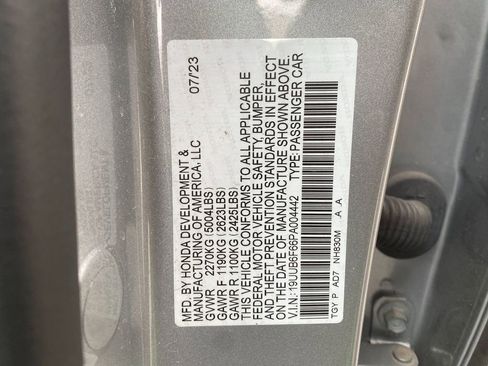 MFD. BY HONDA DEVELOPMENT &
MANUFACTURING OF AMERICA, LLC 07/23
GVWR 2270KG (5004LBS)
GAWR F 1190KG (2623LBS)
GAWR R 1100KG (2425LBS)
THIS VEHICLE CONFORMS TO ALL APPLICABLE
FEDERAL MOTOR VEHICLE SAFETY, BUMPER,
AND THEFT PREVENTION STANDARDS IN EFFECT
ON THE DATE OF MANUFACTURE SHOWN ABOVE.
V.I.N.: 19UUB6F66PA004442 TYPE: PASSENGER CAR
TGY P AD7 NH830M A A